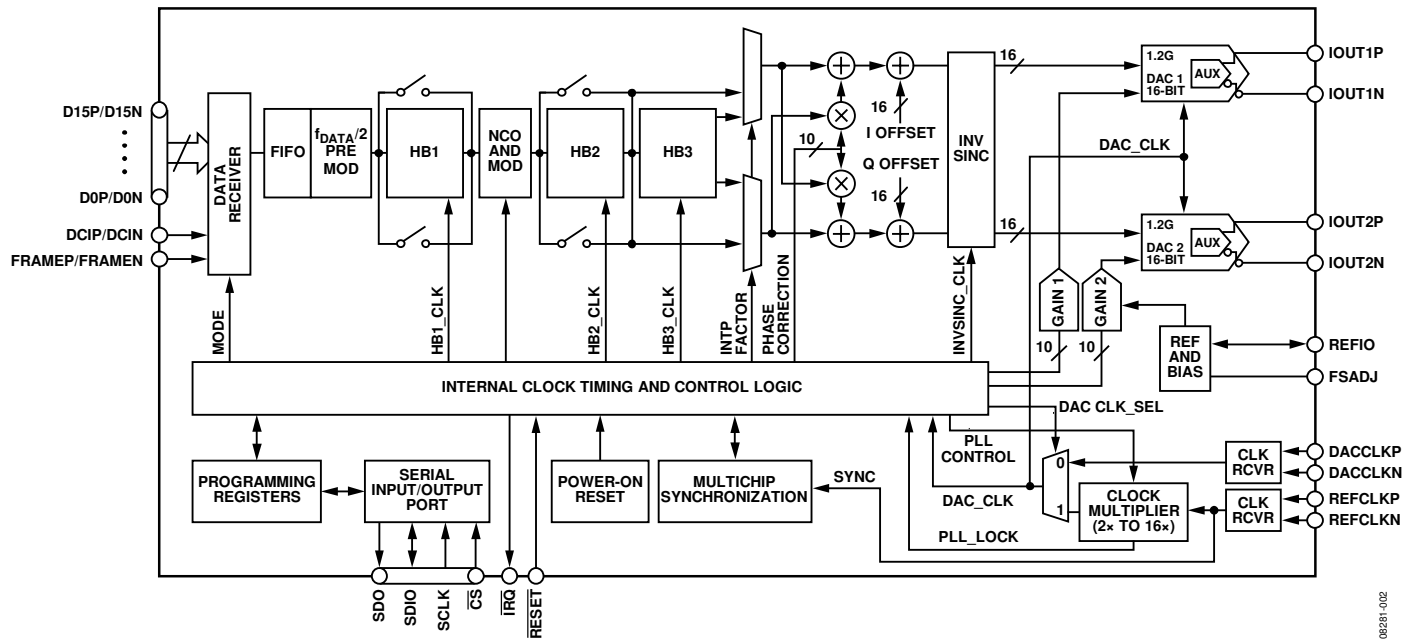 D15P/D15N
D0P/D0N
DCIP/DCIN
FRAMEP/FRAMEN
DATA
RECEIVER
FIFO
fDATA/2
PRE
MOD
HB1
NCO
AND
MOD
HB2
HB3
16
I OFFSET
10
Q OFFSET
16
INV
SINC
16
16
1.2G
DAC 1
16-BIT
AUX
IOUT1P
IOUT1N
DAC_CLK
1.2G
DAC 2
16-BIT
AUX
IOUT2P
IOUT2N
MODE
HB1_CLK
HB2_CLK
HB3_CLK
INTP
FACTOR
PHASE
CORRECTION
INVSINC_CLK
GAIN 1
GAIN 2
10
10
REF
AND
BIAS
REFIO
FSADJ
INTERNAL CLOCK TIMING AND CONTROL LOGIC
DAC CLK_SEL
PLL
CONTROL
PROGRAMMING
REGISTERS
SERIAL
INPUT/OUTPUT
PORT
POWER-ON
RESET
MULTICHIP
SYNCHRONIZATION
SYNC
DAC_CLK
PLL_LOCK
0
1
CLOCK
MULTIPLIER
(2× TO 16×)
CLK
RCVR
CLK
RCVR
DACCLKP
DACCLKN
REFCLKP
REFCLKN
SDO
SDIO
SCLK
CS
IRQ
RESET
08281-002